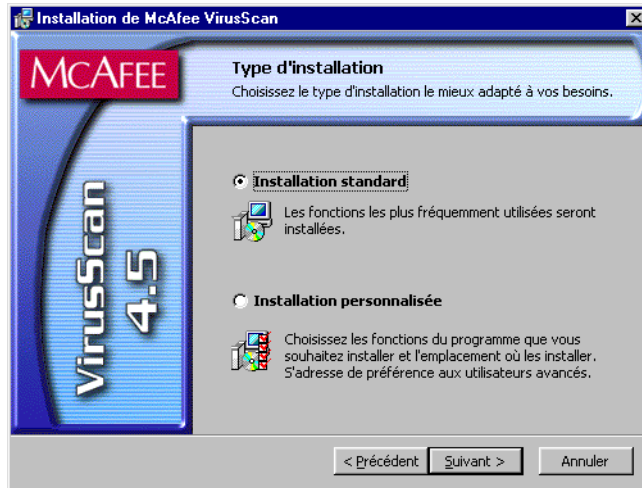 Installation de McAfee VirusScan
McAFEE
VirusScan
4.5
Type d'installation
Choisissez le type d'installation le mieux adapté à vos besoins.
Installation standard
Les fonctions les plus fréquemment utilisées seront
installées.
Installation personnalisée
Choisissez les fonctions du programme que vous
souhaitez installer et l'emplacement où les installer.
S'adresse de préférence aux utilisateurs avancés.
< Précédent
Suivant >
Annuler